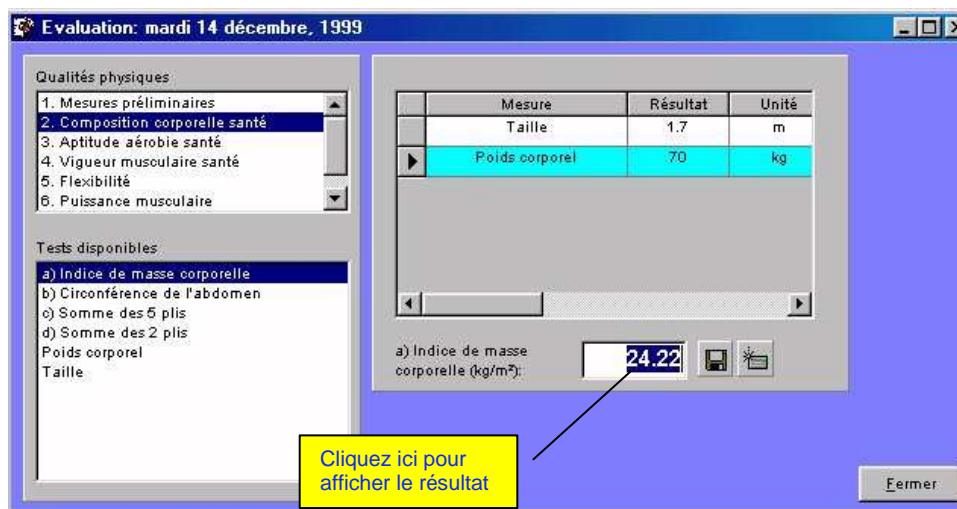 Evaluation: mardi 14 décembre, 1999
Qualités physiques
1. Mesures préliminaires
2. Composition corporelle santé
3. Aptitude aérobie santé
4. Vigueur musculaire santé
5. Flexibilité
6. Puissance musculaire
Tests disponibles
a) Indice de masse corporelle
b) Circonférence de l'abdomen
c) Somme des 5 plis
d) Somme des 2 plis
Poids corporel
Taille
Mesure Résultat Unité
Taille 1.7 m
Poids corporel 70 kg
a) Indice de masse
corporelle (kg/m²):
24.22
Cliquez ici pour
afficher le résultat
Fermer